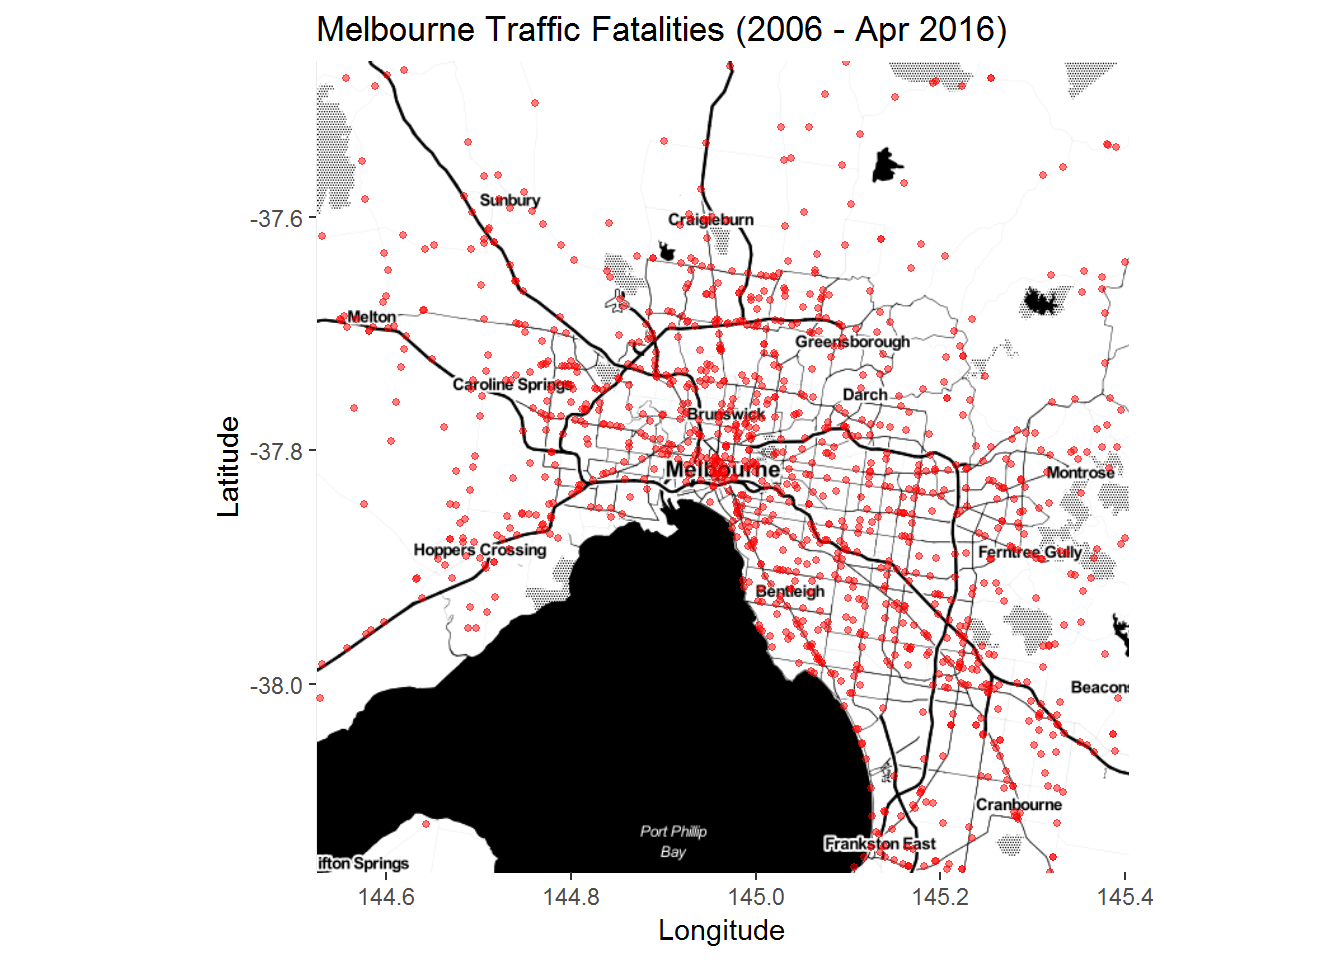 Melbourne Traffic Fatalities (2006 - Apr 2016)
Sunbury
-37.6
Craigieburn
Melton
Greensborough
Caroline Springs
Darch
Brunswick
Latitude
-37.8
Melbourne
Montrose
Hoppers Crossing
Ferntree Gully
Bentleigh
-38.0
Beacons
Cranbourne
Port Phillip
Bay
Frankston East
ifton Springs
144.6
144.8
145.0
145.2
145.4
Longitude